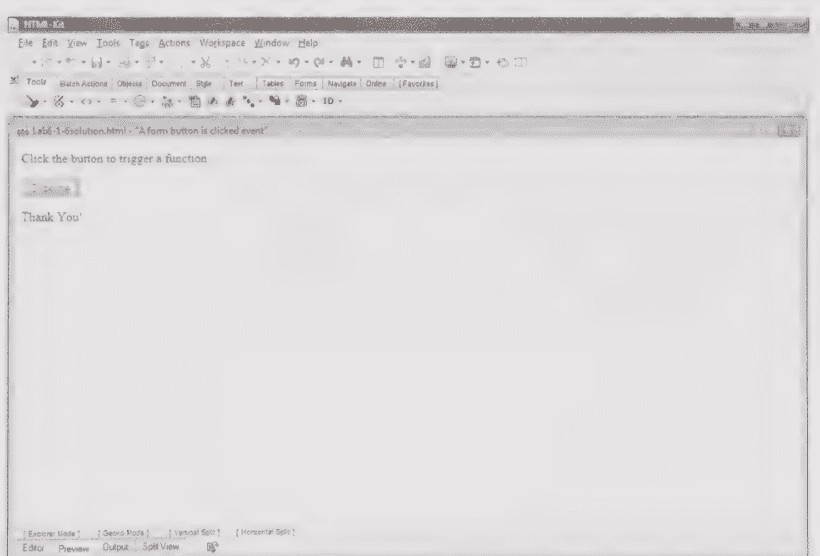 HTML-Kit
File Edit View Tools Tags Actions Workspace Window Help
Tools Batch Actions Objects Document Style Text Tables Forms Navigate Online [Favorites]
ID
Lab6-1-6solution.html - "A form button is clicked event"
Click the button to trigger a function
Thank You!
[Explorer Mode] [Gecko Mode] [Vertical Split] [Horizontal Split]
Editor Preview Output Split View